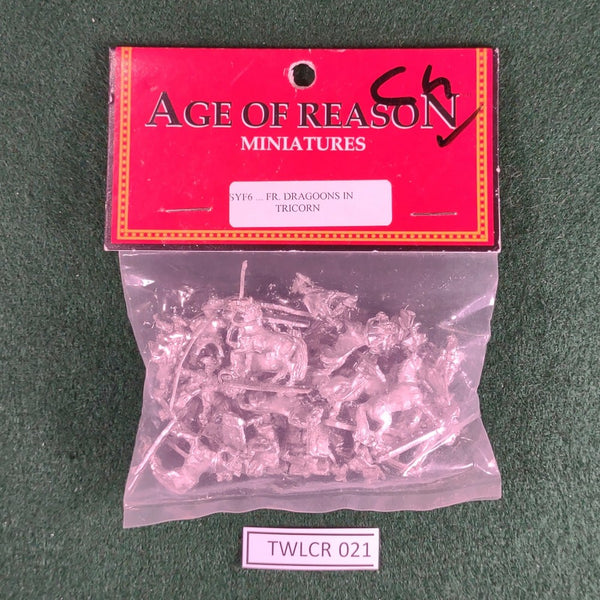 AGE OF REASON
MINIATURES
SYF6 ... FR. DRAGOONS IN
TRICORN
TWLCR 021